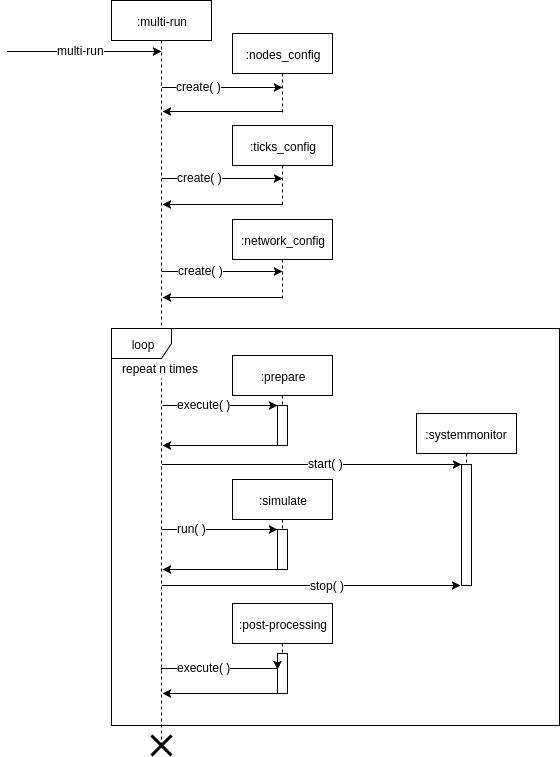 :multi-run
multi-run
:nodes_config
create( )
:ticks_config
create( )
:network_config
create( )
loop
repeat n times
:prepare
execute( )
:systemmonitor
start( )
:simulate
run( )
stop( )
:post-processing
execute( )